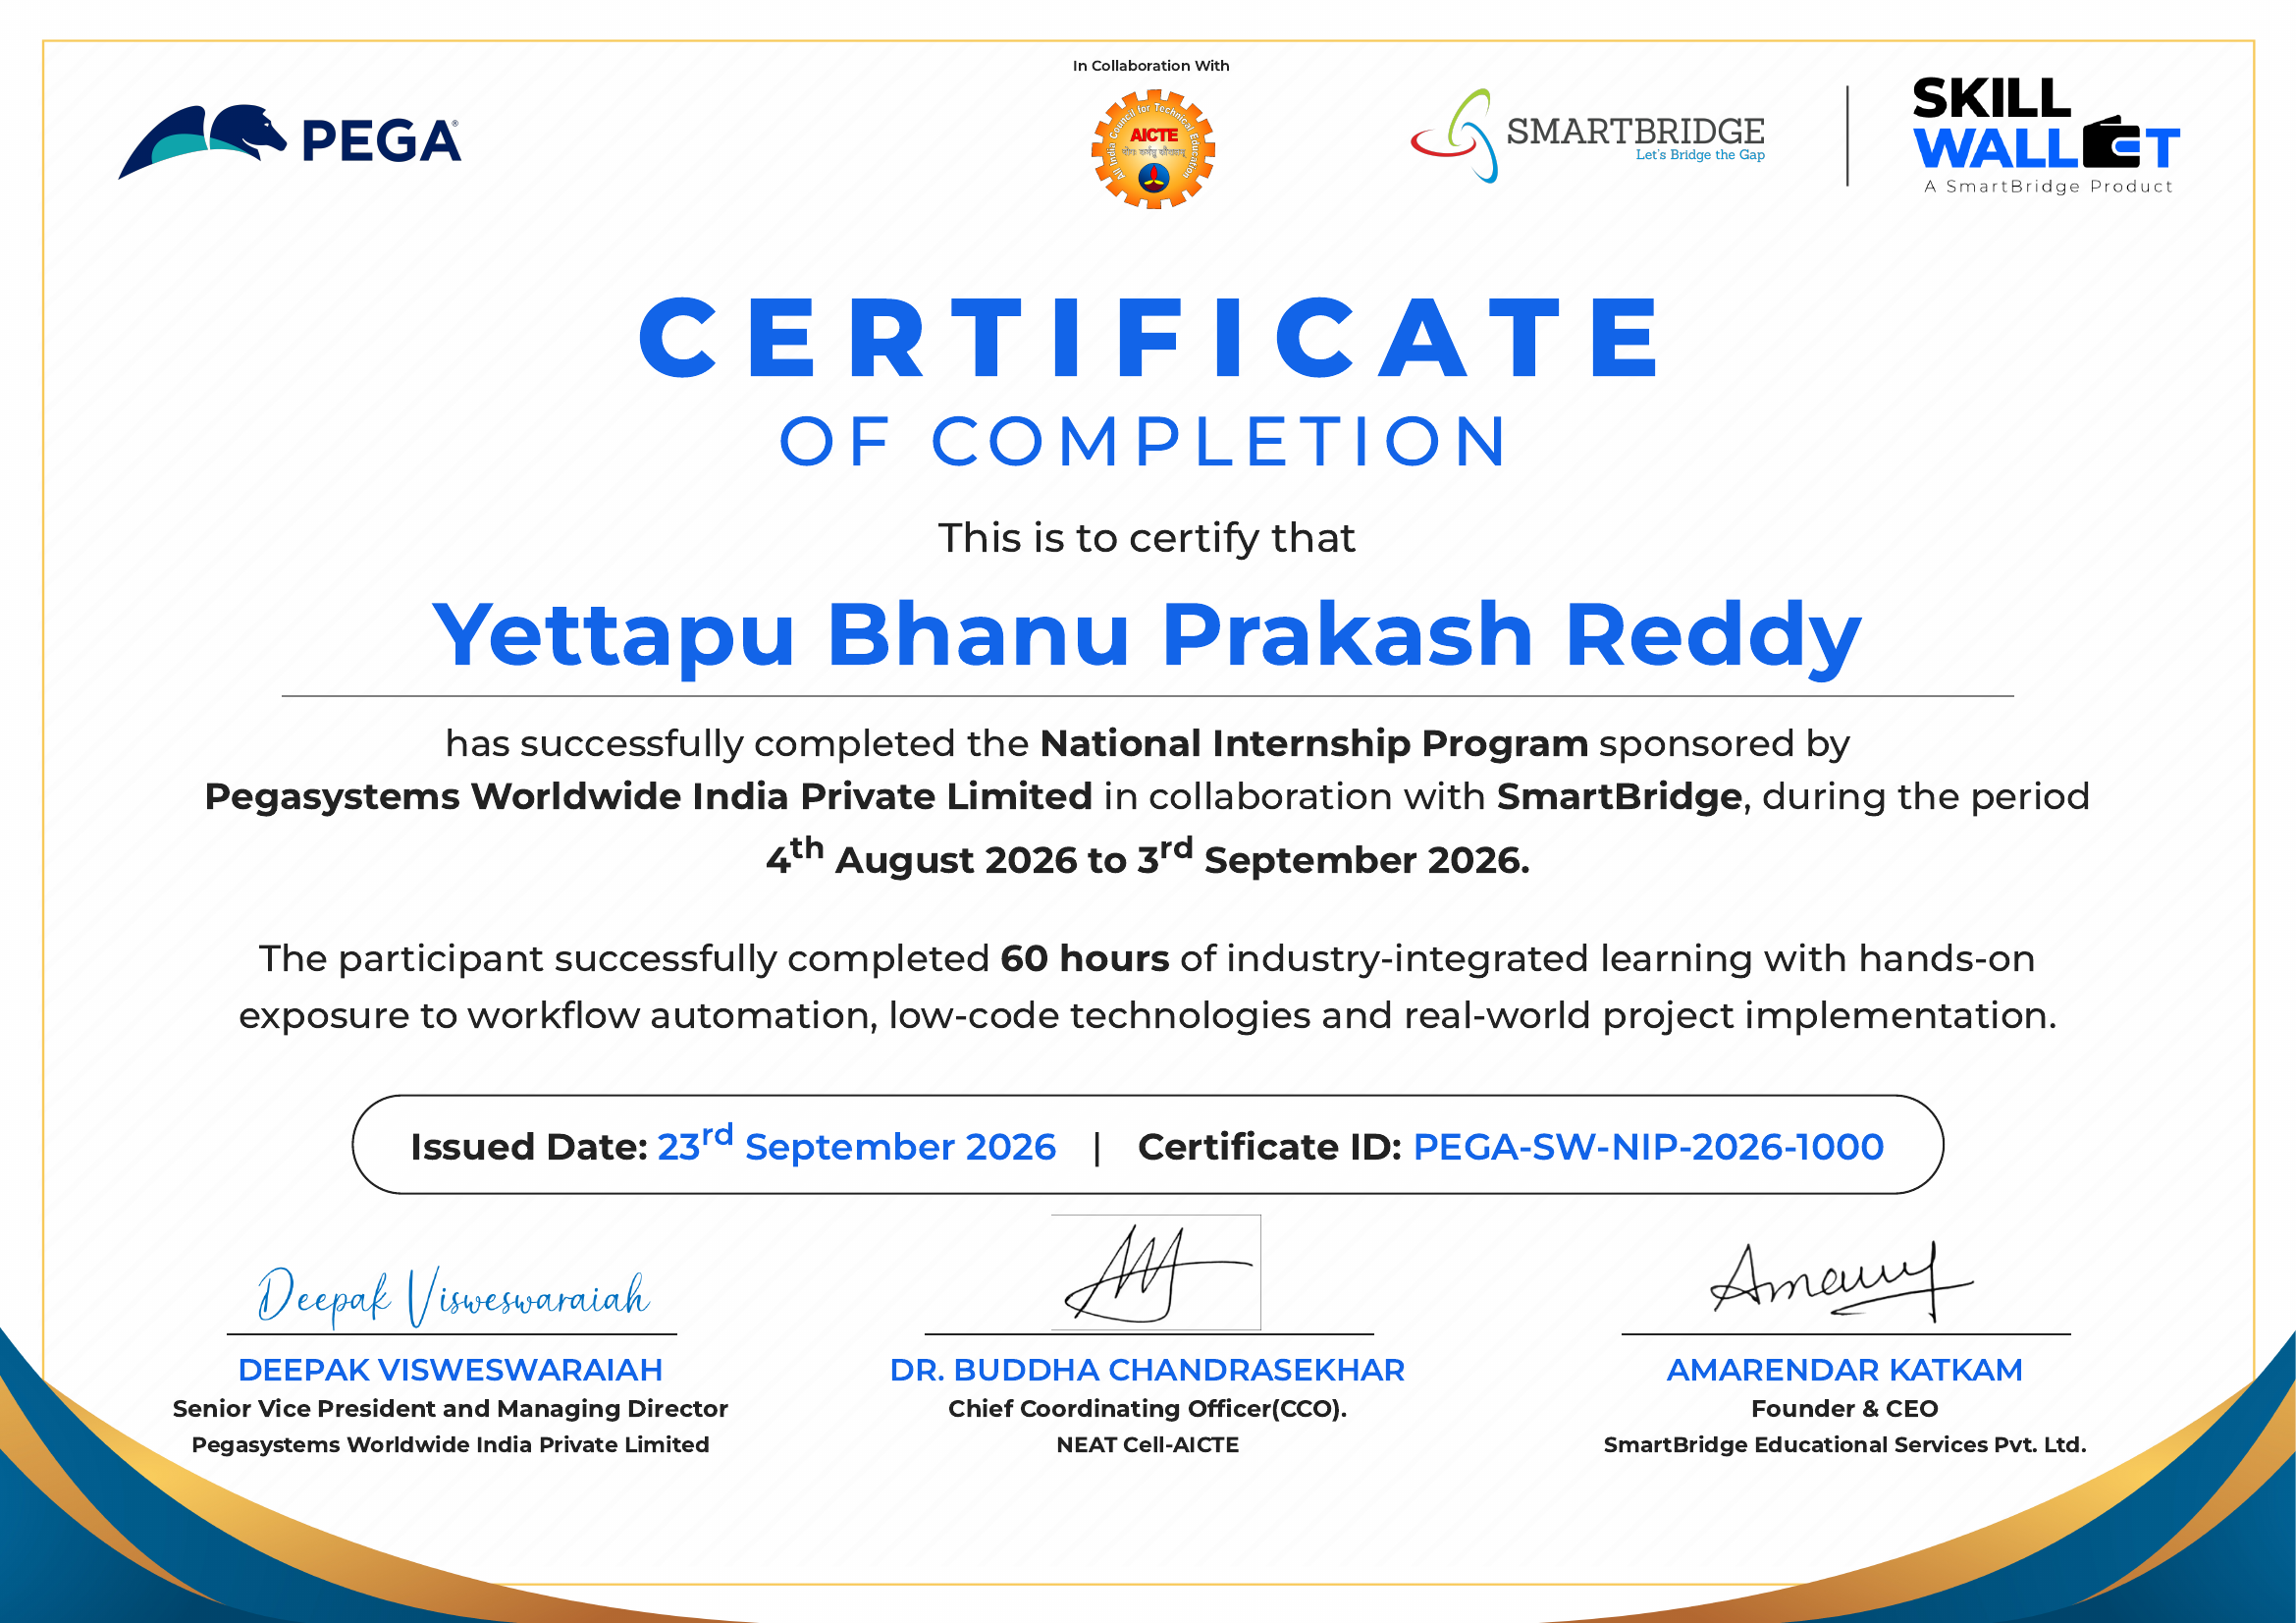 PEGA®
In Collaboration With
All India Council for Technical Education
AICTE
SMARTBRIDGE
Let's Bridge the Gap
SKILL
WALLET
A SmartBridge Product
CERTIFICATE
OF COMPLETION
This is to certify that
Yettapu Bhanu Prakash Reddy
has successfully completed the National Internship Program sponsored by
Pegasystems Worldwide India Private Limited in collaboration with SmartBridge, during the period
4th August 2026 to 3rd September 2026.
The participant successfully completed 60 hours of industry-integrated learning with hands-on
exposure to workflow automation, low-code technologies and real-world project implementation.
Issued Date: 23rd September 2026 | Certificate ID: PEGA-SW-NIP-2026-1000
Deepak Visweswaraiah
DEEPAK VISWESWARAIAH
Senior Vice President and Managing Director
Pegasystems Worldwide India Private Limited
DR. BUDDHA CHANDRASEKHAR
Chief Coordinating Officer(CCO).
NEAT Cell-AICTE
AMARENDAR KATKAM
Founder & CEO
SmartBridge Educational Services Pvt. Ltd.